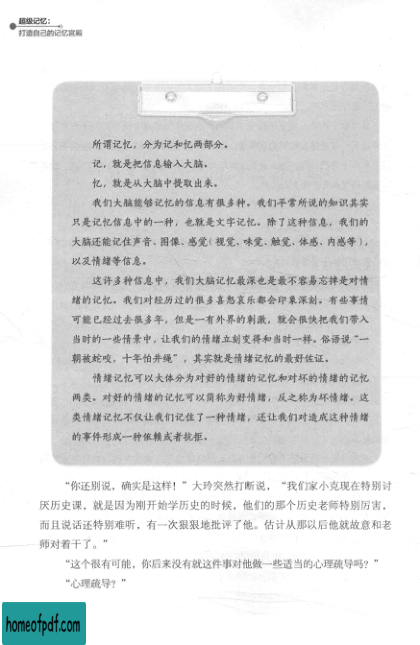 超级记忆：
打造自己的记忆宫殿
所谓记忆，分为记和忆两部分。
记，就是把信息输入大脑。
忆，就是从大脑中提取出来。
我们大脑能够记忆的信息有很多种。我们平常所说的知识其实
只是记忆信息中的一种，也就是文字记忆。除了这种信息，我们的
大脑还能记住声音、图像、感觉（视觉、味觉、触觉、体感、内感等），
以及情绪等信息。
这许多种信息中，我们大脑记忆最深也是最不容易忘掉是对情
绪的记忆。我们对经历过的很多喜怒哀乐都会印象深刻。有些事情
可能已经过去很多年，但是一有外界的刺激，就会很快把我们带入
当时的一些情景中，让我们的情绪立刻变得和当时一样。俗语说“一
朝被蛇咬，十年怕井绳”，其实就是情绪记忆的最好佐证。
情绪记忆可以大体分为对好的情绪的记忆和对坏的情绪的记忆
两类。对好的情绪的记忆可以简称为好情绪，反之称为坏情绪。这
类情绪记忆不仅让我们记住了一种情绪，还让我们对造成这种情绪
的事件形成一种依赖或者抗拒。
“你还别说，确实是这样！”大玲突然打断说，“我们家小克现在特别讨
厌历史课，就是因为刚开始学历史的时候，他们的那个历史老师特别厉害，
而且说话还特别难听，有一次狠狠地批评了他。估计从那以后他就故意和老
师对着干了。”
“这个很有可能，你后来没有就这件事对他做一些适当的心理疏导吗？”
“心理疏导？”
homeofpdf.com